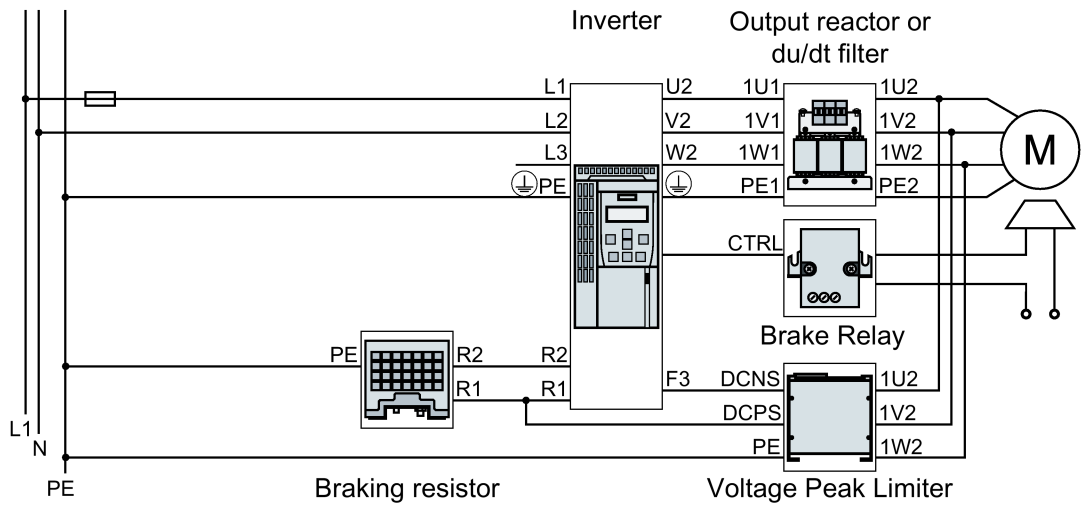 Inverter
Output reactor or
du/dt filter
L1 U2 1U1 1U2
L2 V2 1V1 1V2
L3 W2 1W1 1W2
PE PE1 PE2
M
CTRL
Brake Relay
PE R2 R2
R1 R1
F3 DCNS 1U2
DCPS 1V2
PE 1W2
L1
N
PE
Braking resistor
Voltage Peak Limiter